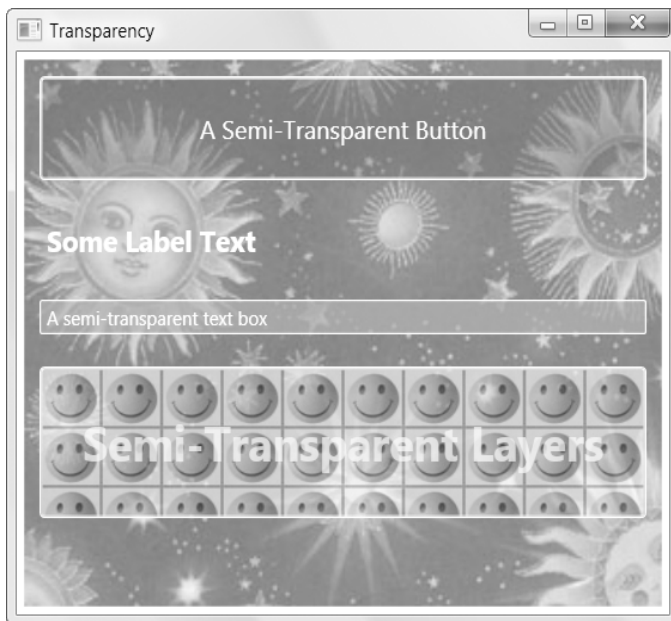 Transparency
A Semi-Transparent Button
Some Label Text
A semi-transparent text box
Semi-Transparent Layers